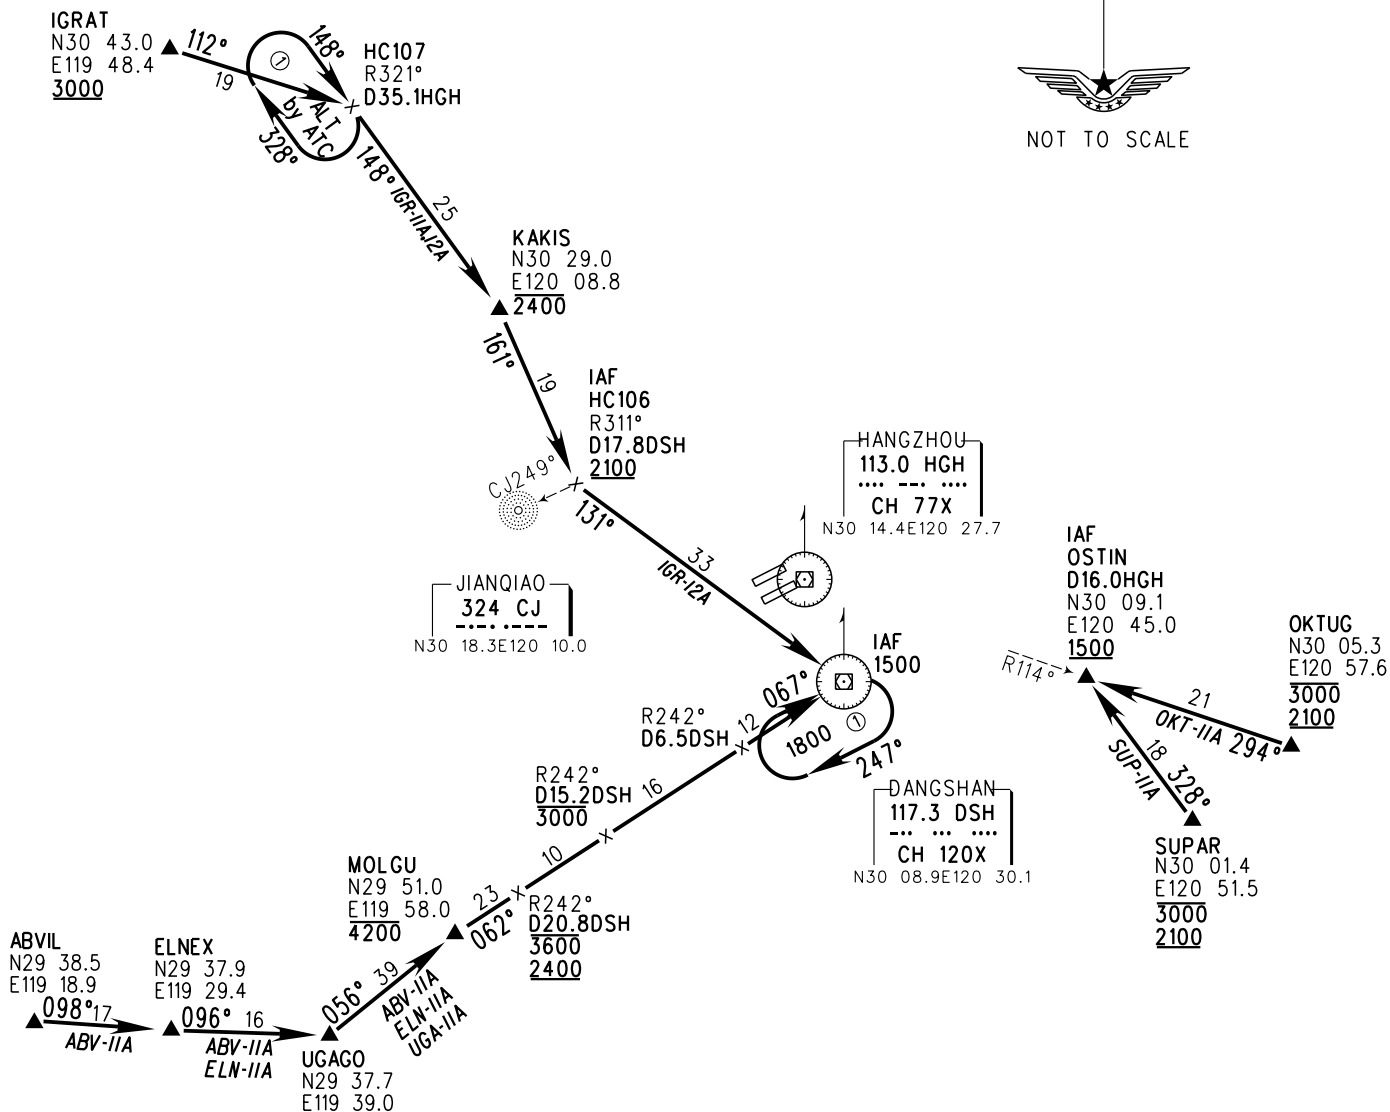 IGRAT
N30 43.0
E119 48.4
3000
112°
19
148°
①
HC107
R321°
D35.1HGH
ALT
by ATC
328°
148°
25
IGR-11A,12A
NOT TO SCALE
KAKIS
N30 29.0
E120 08.8
2400
161°
19
IAF
HC106
R311°
D17.8DSH
2100
CJ249°
131°
33
IGR-12A
HANGZHOU
113.0 HGH
.... --. ....
CH 77X
N30 14.4E120 27.7
JIANQIAO
324 CJ
-.-. .---
N30 18.3E120 10.0
IAF
OSTIN
D16.0HGH
N30 09.1
E120 45.0
1500
R114°
OKTUG
N30 05.3
E120 57.6
3000
2100
21
OKT-11A 294°
18 328°
SUP-11A
SUPAR
N30 01.4
E120 51.5
3000
2100
IAF
1500
067°
12
1800
①
247°
R242°
D6.5DSH
16
DANGSHAN
117.3 DSH
-.. ... ....
CH 120X
N30 08.9E120 30.1
R242°
D15.2DSH
3000
10
MOLGU
N29 51.0
E119 58.0
4200
23
062°
R242°
D20.8DSH
3600
2400
ABVIL
N29 38.5
E119 18.9
098° 17
ABV-11A
ELNEX
N29 37.9
E119 29.4
096° 16
ABV-11A
ELN-11A
056° 39
ABV-11A
ELN-11A
UGA-11A
UGAGO
N29 37.7
E119 39.0